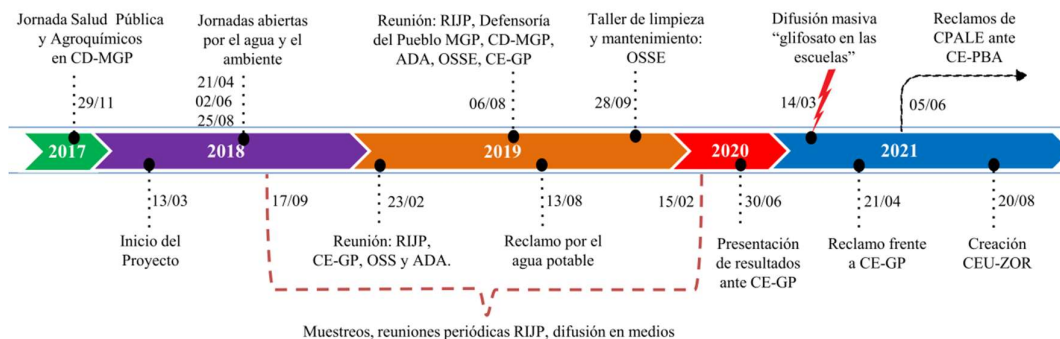 Jornada Salud Pública
y Agroquímicos
en CD-MGP
29/11
Jornadas abiertas
por el agua y el
ambiente
21/04
02/06
25/08
Reunión: RIJP, Defensoría
del Pueblo MGP, CD-MGP,
ADA, OSSE, CE-GP
06/08
Taller de limpieza
y mantenimiento:
OSSE
28/09
Difusión masiva
“glifosato en las
escuelas”
14/03
Reclamos de
CPALE ante
CE-PBA
05/06
2017
2018
2019
2020
2021
13/03
Inicio del
Proyecto
17/09
23/02
Reunión: RIJP,
CE-GP, OSS y ADA.
13/08
Reclamo por el
agua potable
15/02
30/06
Presentación
de resultados
ante CE-GP
21/04
Reclamo frente
a CE-GP
20/08
Creación
CEU-ZOR
Muestreos, reuniones periódicas RIJP, difusión en medios